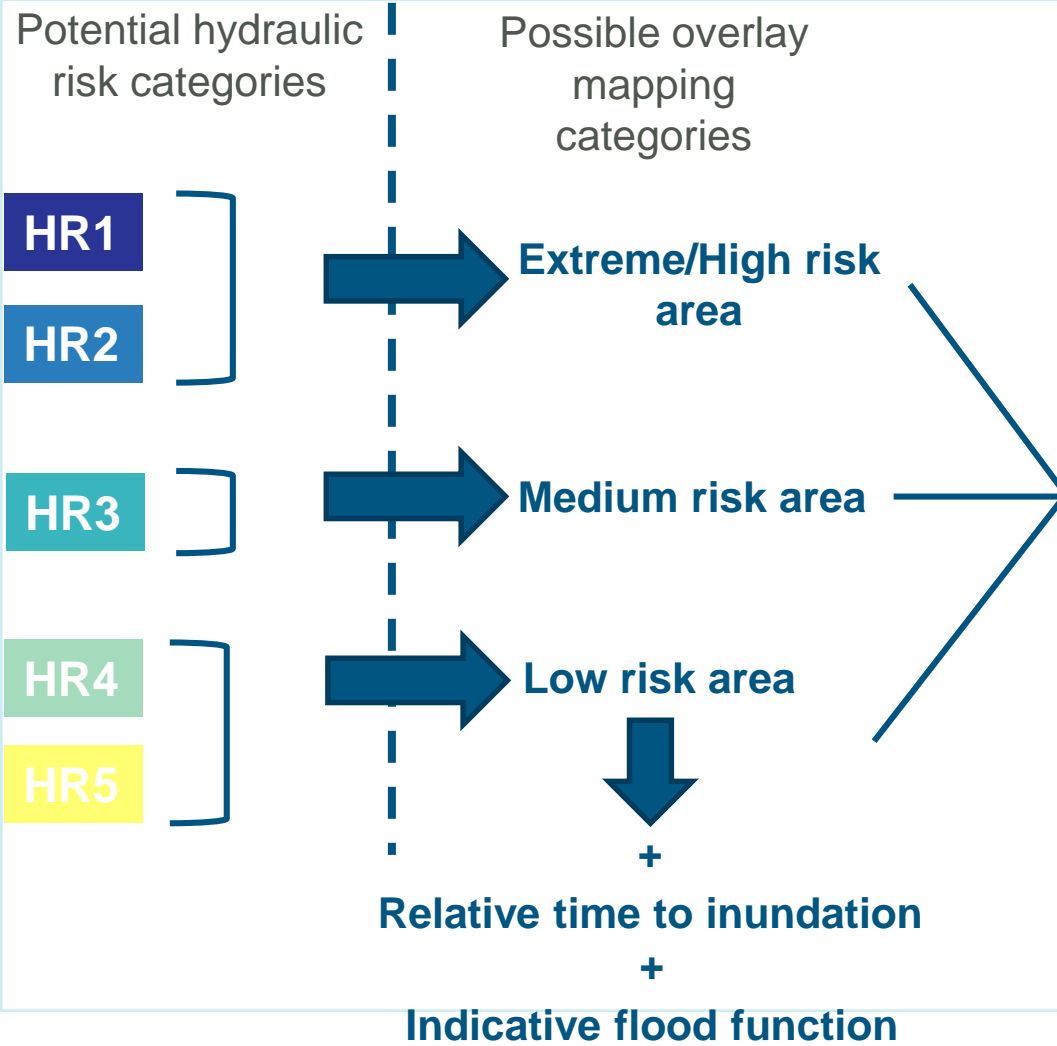 Potential hydraulic
risk categories
Possible overlay
mapping
categories
HR1
HR2
Extreme/High risk
area
HR3
Medium risk area
HR4
HR5
Low risk area
+
Relative time to inundation
+
Indicative flood function